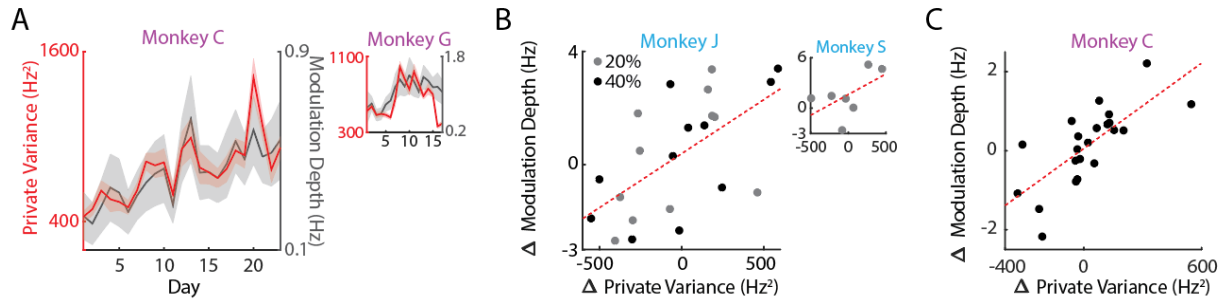 A
Monkey C
1600
400
Private Variance (Hz²)
0.9
0.1
Modulation Depth (Hz)
5
10
15
20
Day
Monkey G
1100
300
1.8
0.2
5
10
15
B
Monkey J
20%
40%
4
0
-3
Δ Modulation Depth (Hz)
-500
0
500
Δ Private Variance (Hz²)
Monkey S
6
0
-3
-500
0
500
C
Monkey C
2
0
-2
Δ Modulation Depth (Hz)
-400
0
600
Δ Private Variance (Hz²)